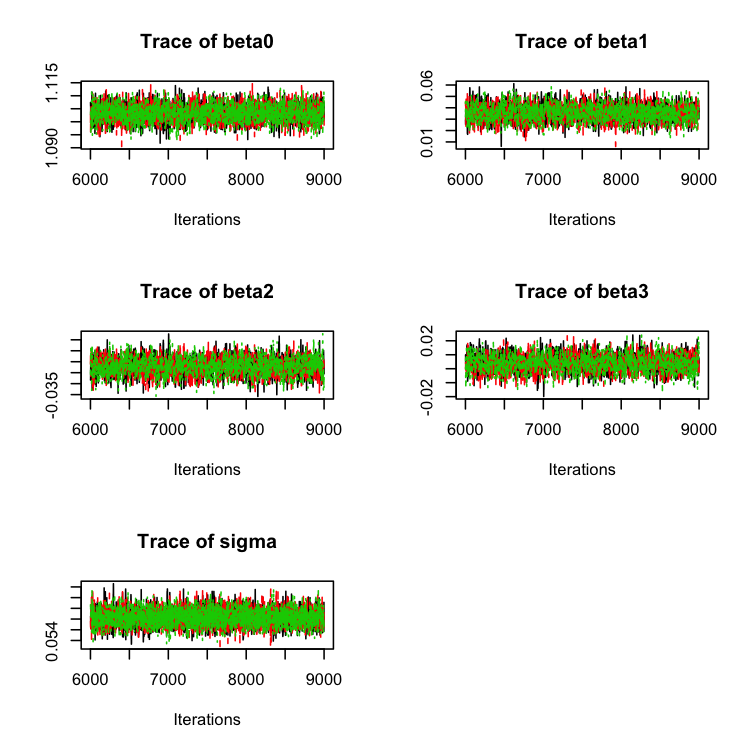 Trace of beta0
1.115
1.090
6000 7000 8000 9000
Iterations
Trace of beta1
0.06
0.01
6000 7000 8000 9000
Iterations
Trace of beta2
-0.035
6000 7000 8000 9000
Iterations
Trace of beta3
0.02
-0.02
6000 7000 8000 9000
Iterations
Trace of sigma
0.054
6000 7000 8000 9000
Iterations